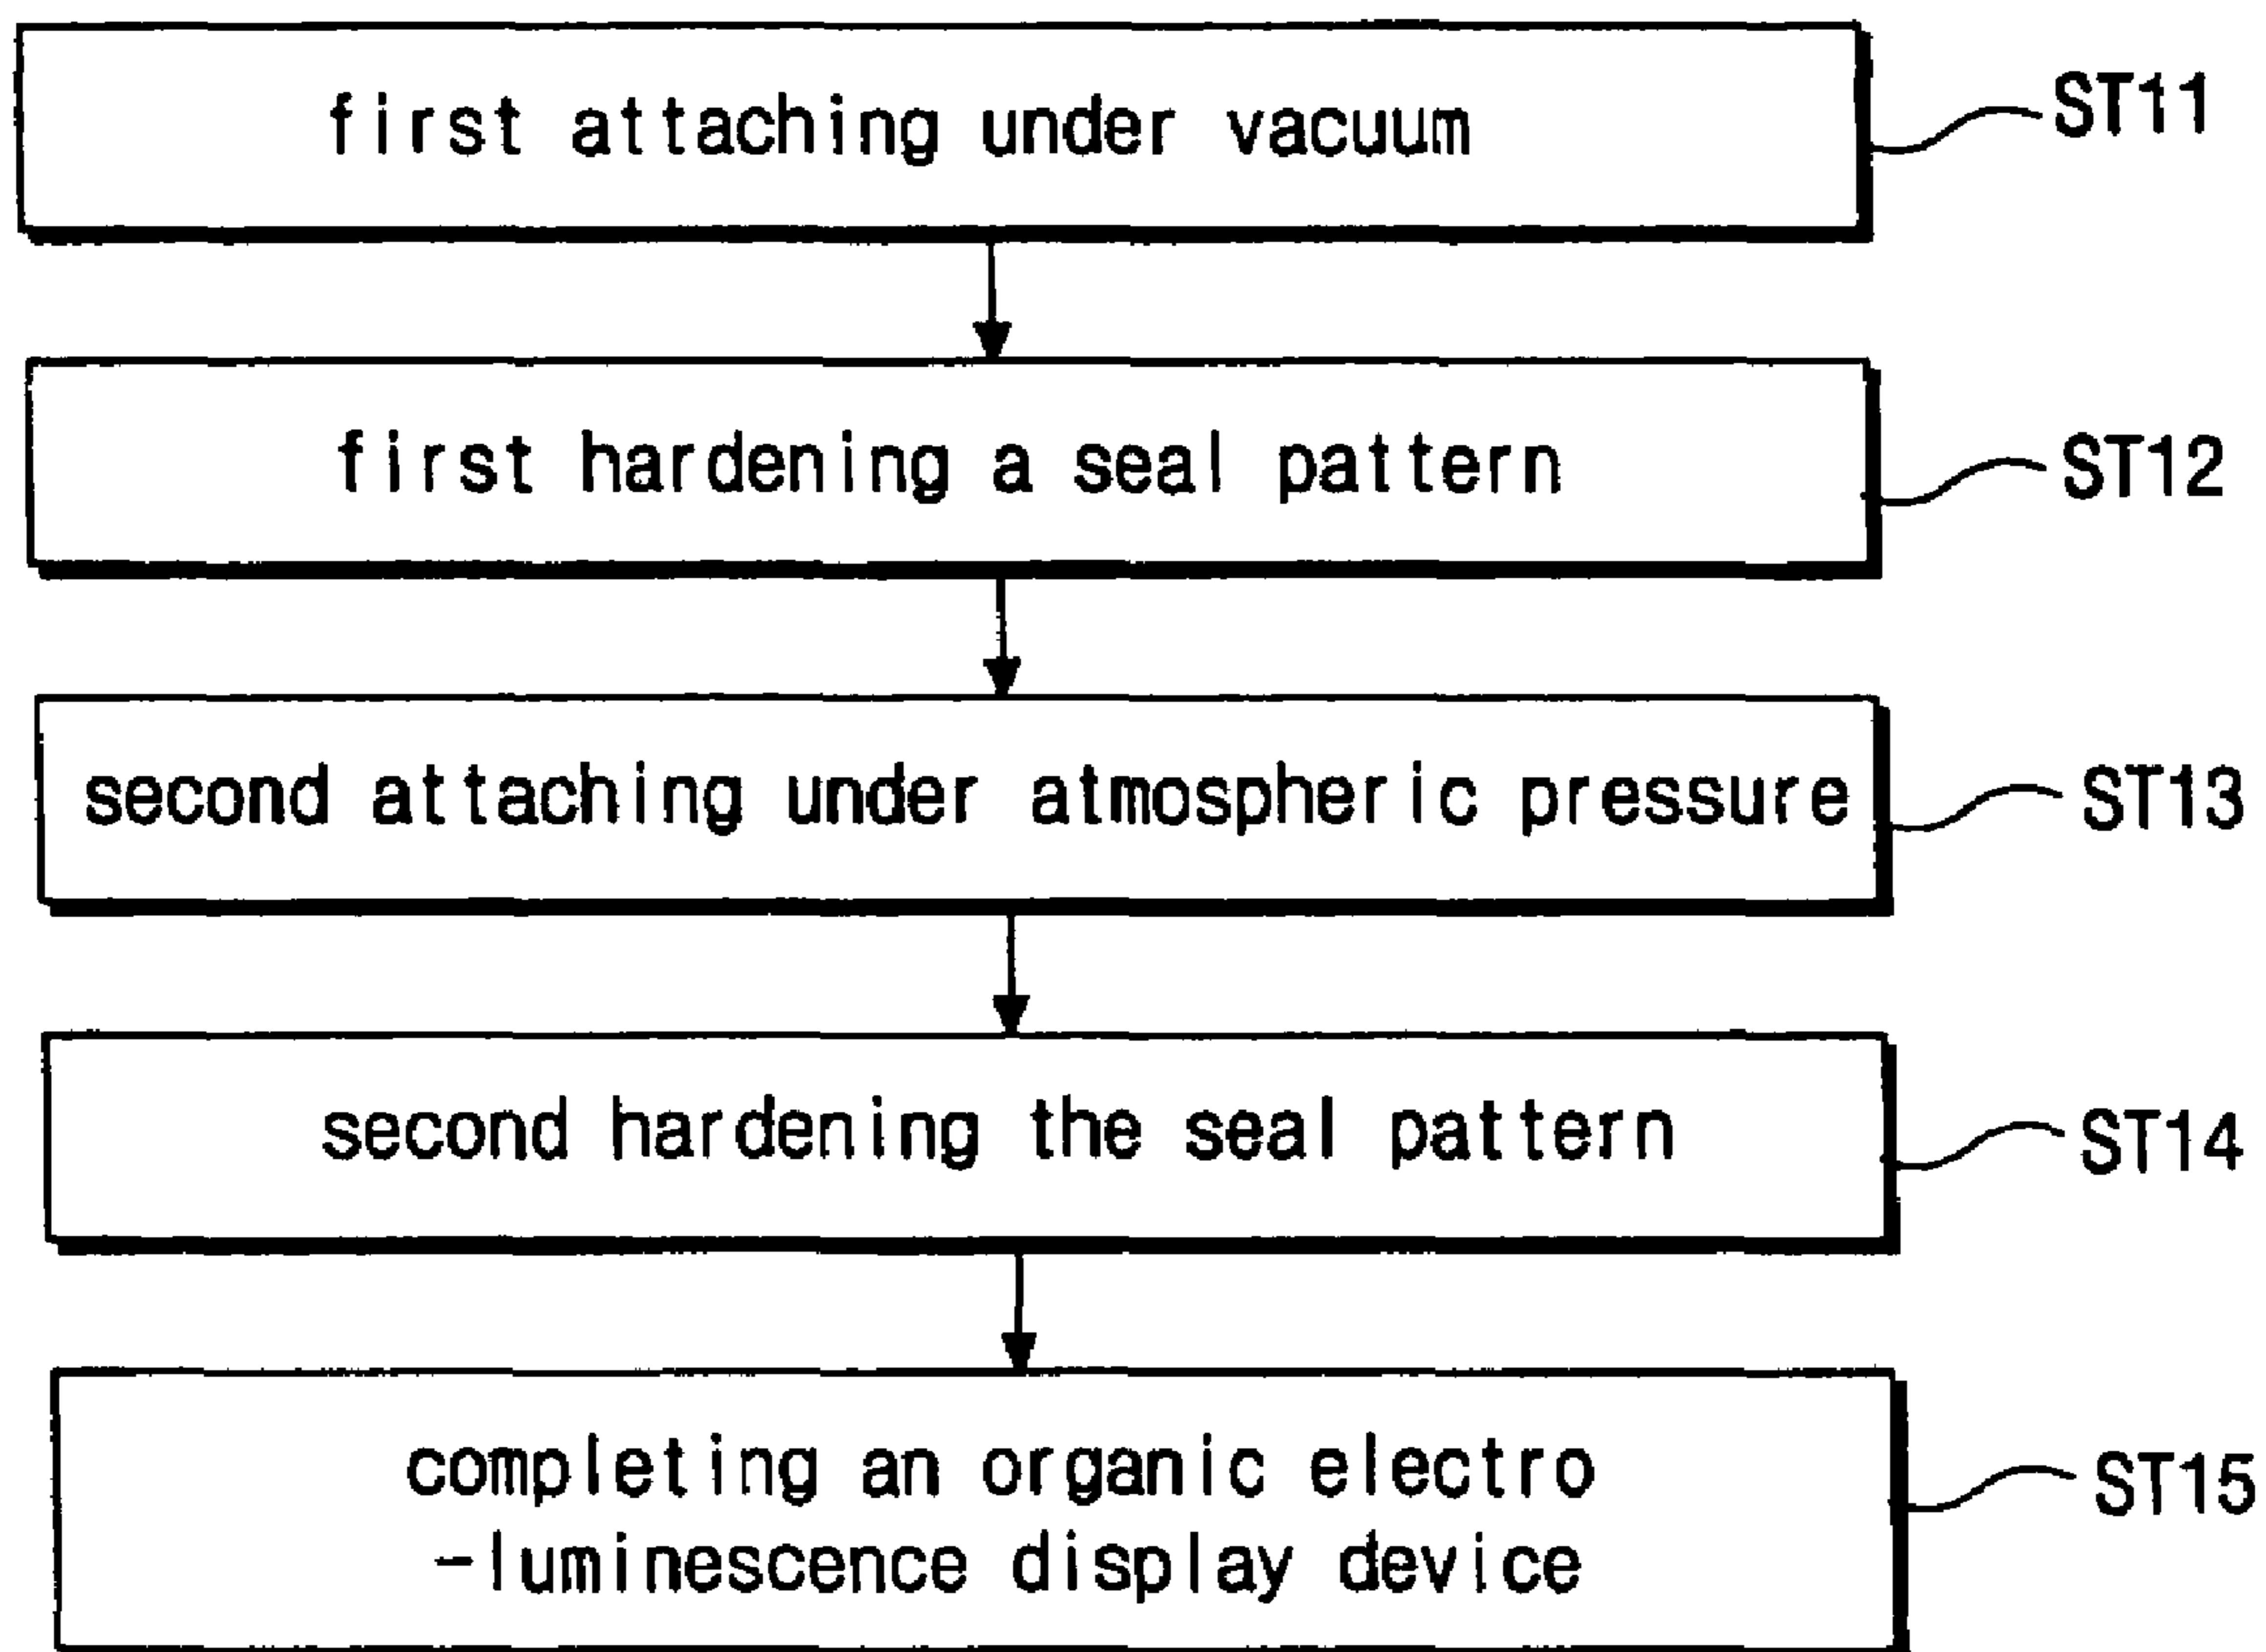 first attaching under vacuum
ST11
first hardening a seal pattern
ST12
second attaching under atmospheric pressure
ST13
second hardening the seal pattern
ST14
completing an organic electro
-luminescence display device
ST15